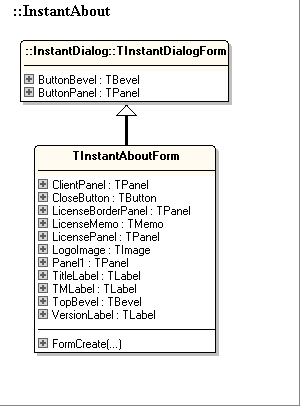 ::InstantAbout
::InstantDialog::TInstantDialogForm
ButtonBevel : TBevel
ButtonPanel : TPanel
TInstantAboutForm
ClientPanel : TPanel
CloseButton : TButton
LicenseBorderPanel : TPanel
LicenseMemo : TMemo
LicensePanel : TPanel
LogoImage : TImage
Panel1 : TPanel
TitleLabel : TLabel
TMLabel : TLabel
TopBevel : TBevel
VersionLabel : TLabel
FormCreate(...)